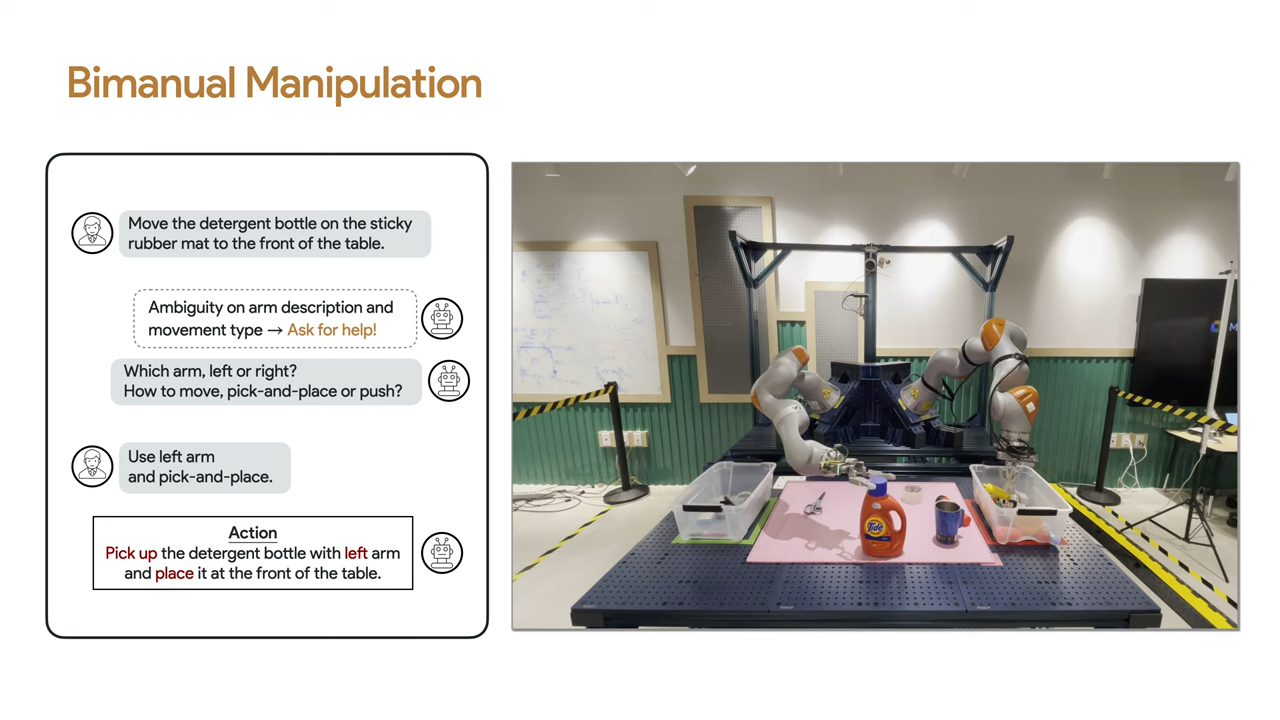 Bimanual Manipulation
Move the detergent bottle on the sticky
rubber mat to the front of the table.
Ambiguity on arm description and
movement type → Ask for help!
Which arm, left or right?
How to move, pick-and-place or push?
Use left arm
and pick-and-place.
Action
Pick up the detergent bottle with left arm
and place it at the front of the table.
Tide